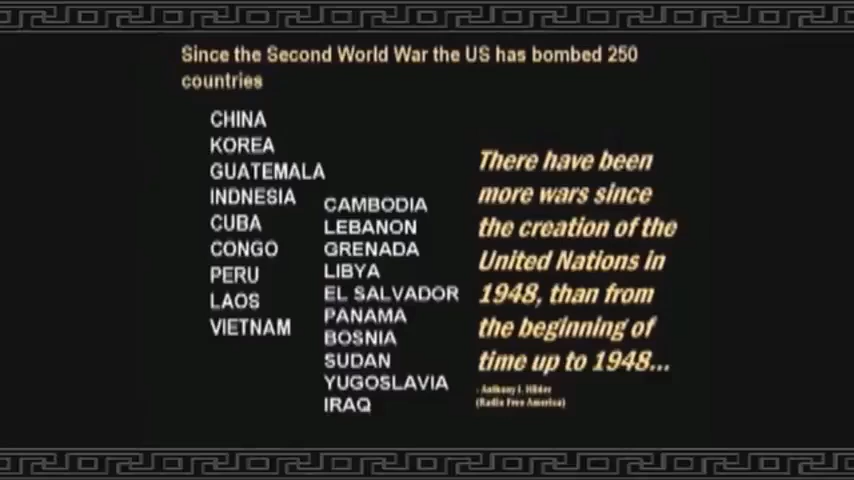 Since the Second World War the US has bombed 250
countries
CHINA
KOREA
GUATEMALA
INDNESIA
CUBA
CONGO
PERU
LAOS
VIETNAM
CAMBODIA
LEBANON
GRENADA
LIBYA
EL SALVADOR
PANAMA
BOSNIA
SUDAN
YUGOSLAVIA
IRAQ
There have been
more wars since
the creation of the
United Nations in
1948, than from
the beginning of
time up to 1948...
- Anthony J. Hilder
(Radio Free America)